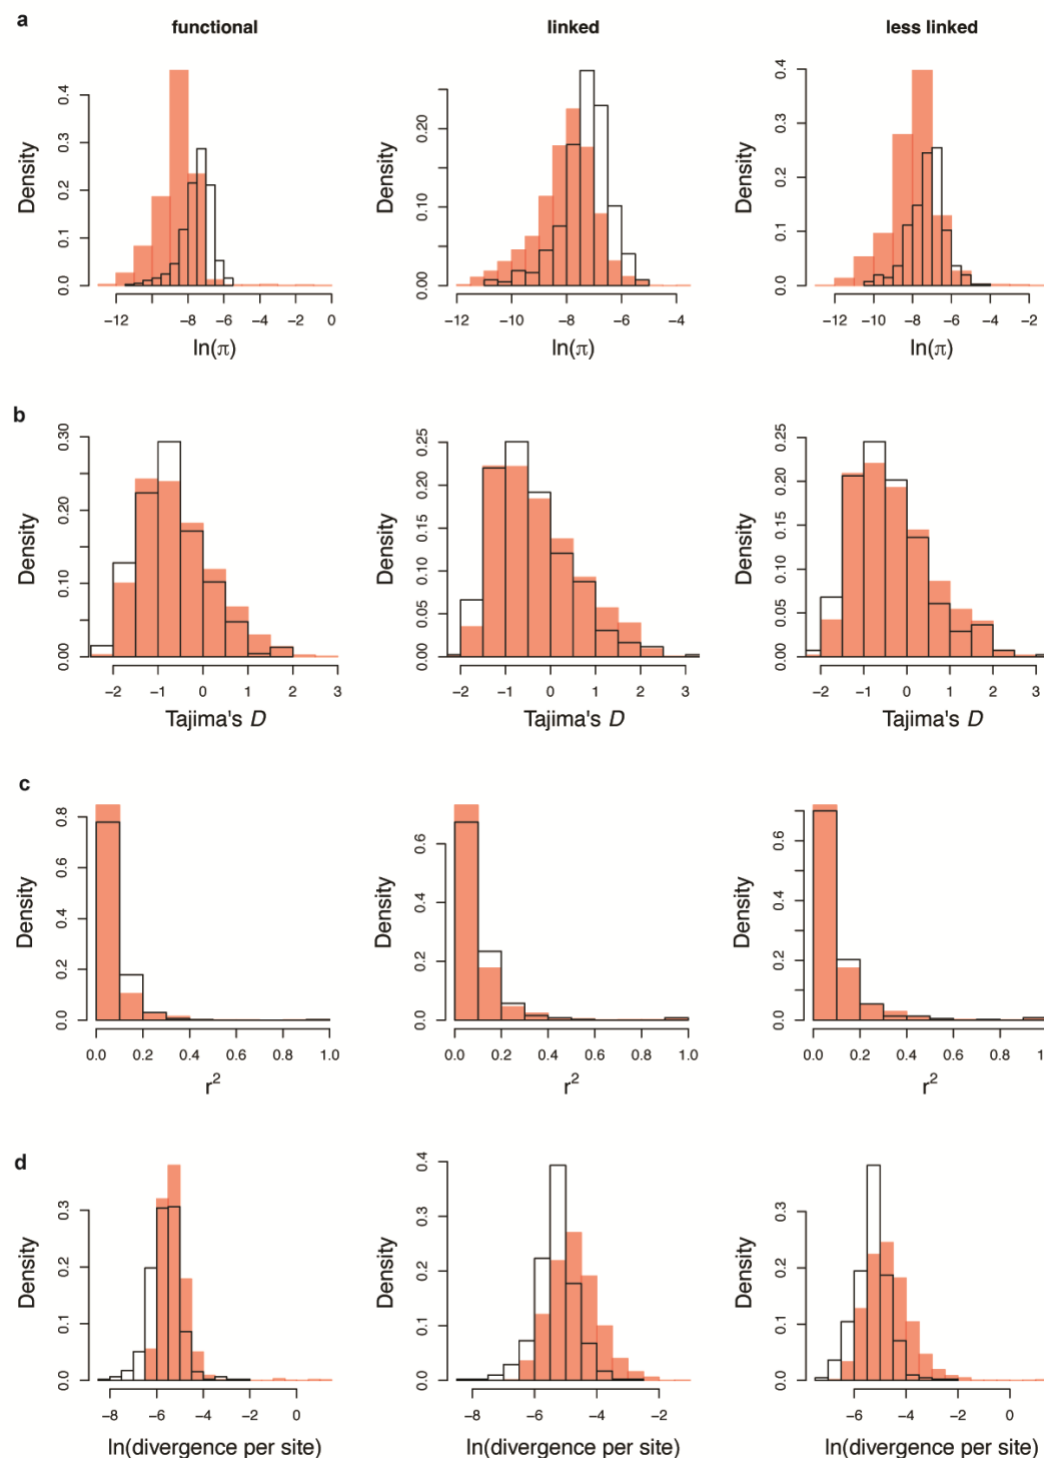 a
functional linked less linked
Density 0.0 0.1 0.2 0.3 0.4
−12 −10 −8 −6 −4 −2 0
ln(π)
Density 0.00 0.10 0.20
−12 −10 −8 −6 −4
ln(π)
Density 0.0 0.1 0.2 0.3 0.4
−10 −8 −6 −4 −2
−12
ln(π)
b
Density 0.00 0.10 0.20 0.30
−2 −1 0 1 2 3
Tajima's D
Density 0.00 0.05 0.10 0.15 0.20 0.25
−2 −1 0 1 2 3
Tajima's D
Density 0.00 0.05 0.10 0.15 0.20 0.25
−2 −1 0 1 2 3
Tajima's D
c
Density 0.0 0.2 0.4 0.6 0.8
0.0 0.2 0.4 0.6 0.8 1.0
r²
Density 0.0 0.2 0.4 0.6
0.0 0.2 0.4 0.6 0.8 1.0
r²
Density 0.0 0.2 0.4 0.6
0.0 0.2 0.4 0.6 0.8
r²
d
Density 0.0 0.1 0.2 0.3
−8 −6 −4 −2 0
ln(divergence per site)
Density 0.0 0.1 0.2 0.3 0.4
−8 −6 −4 −2
ln(divergence per site)
Density 0.0 0.1 0.2 0.3
−6 −4 −2 0
ln(divergence per site)